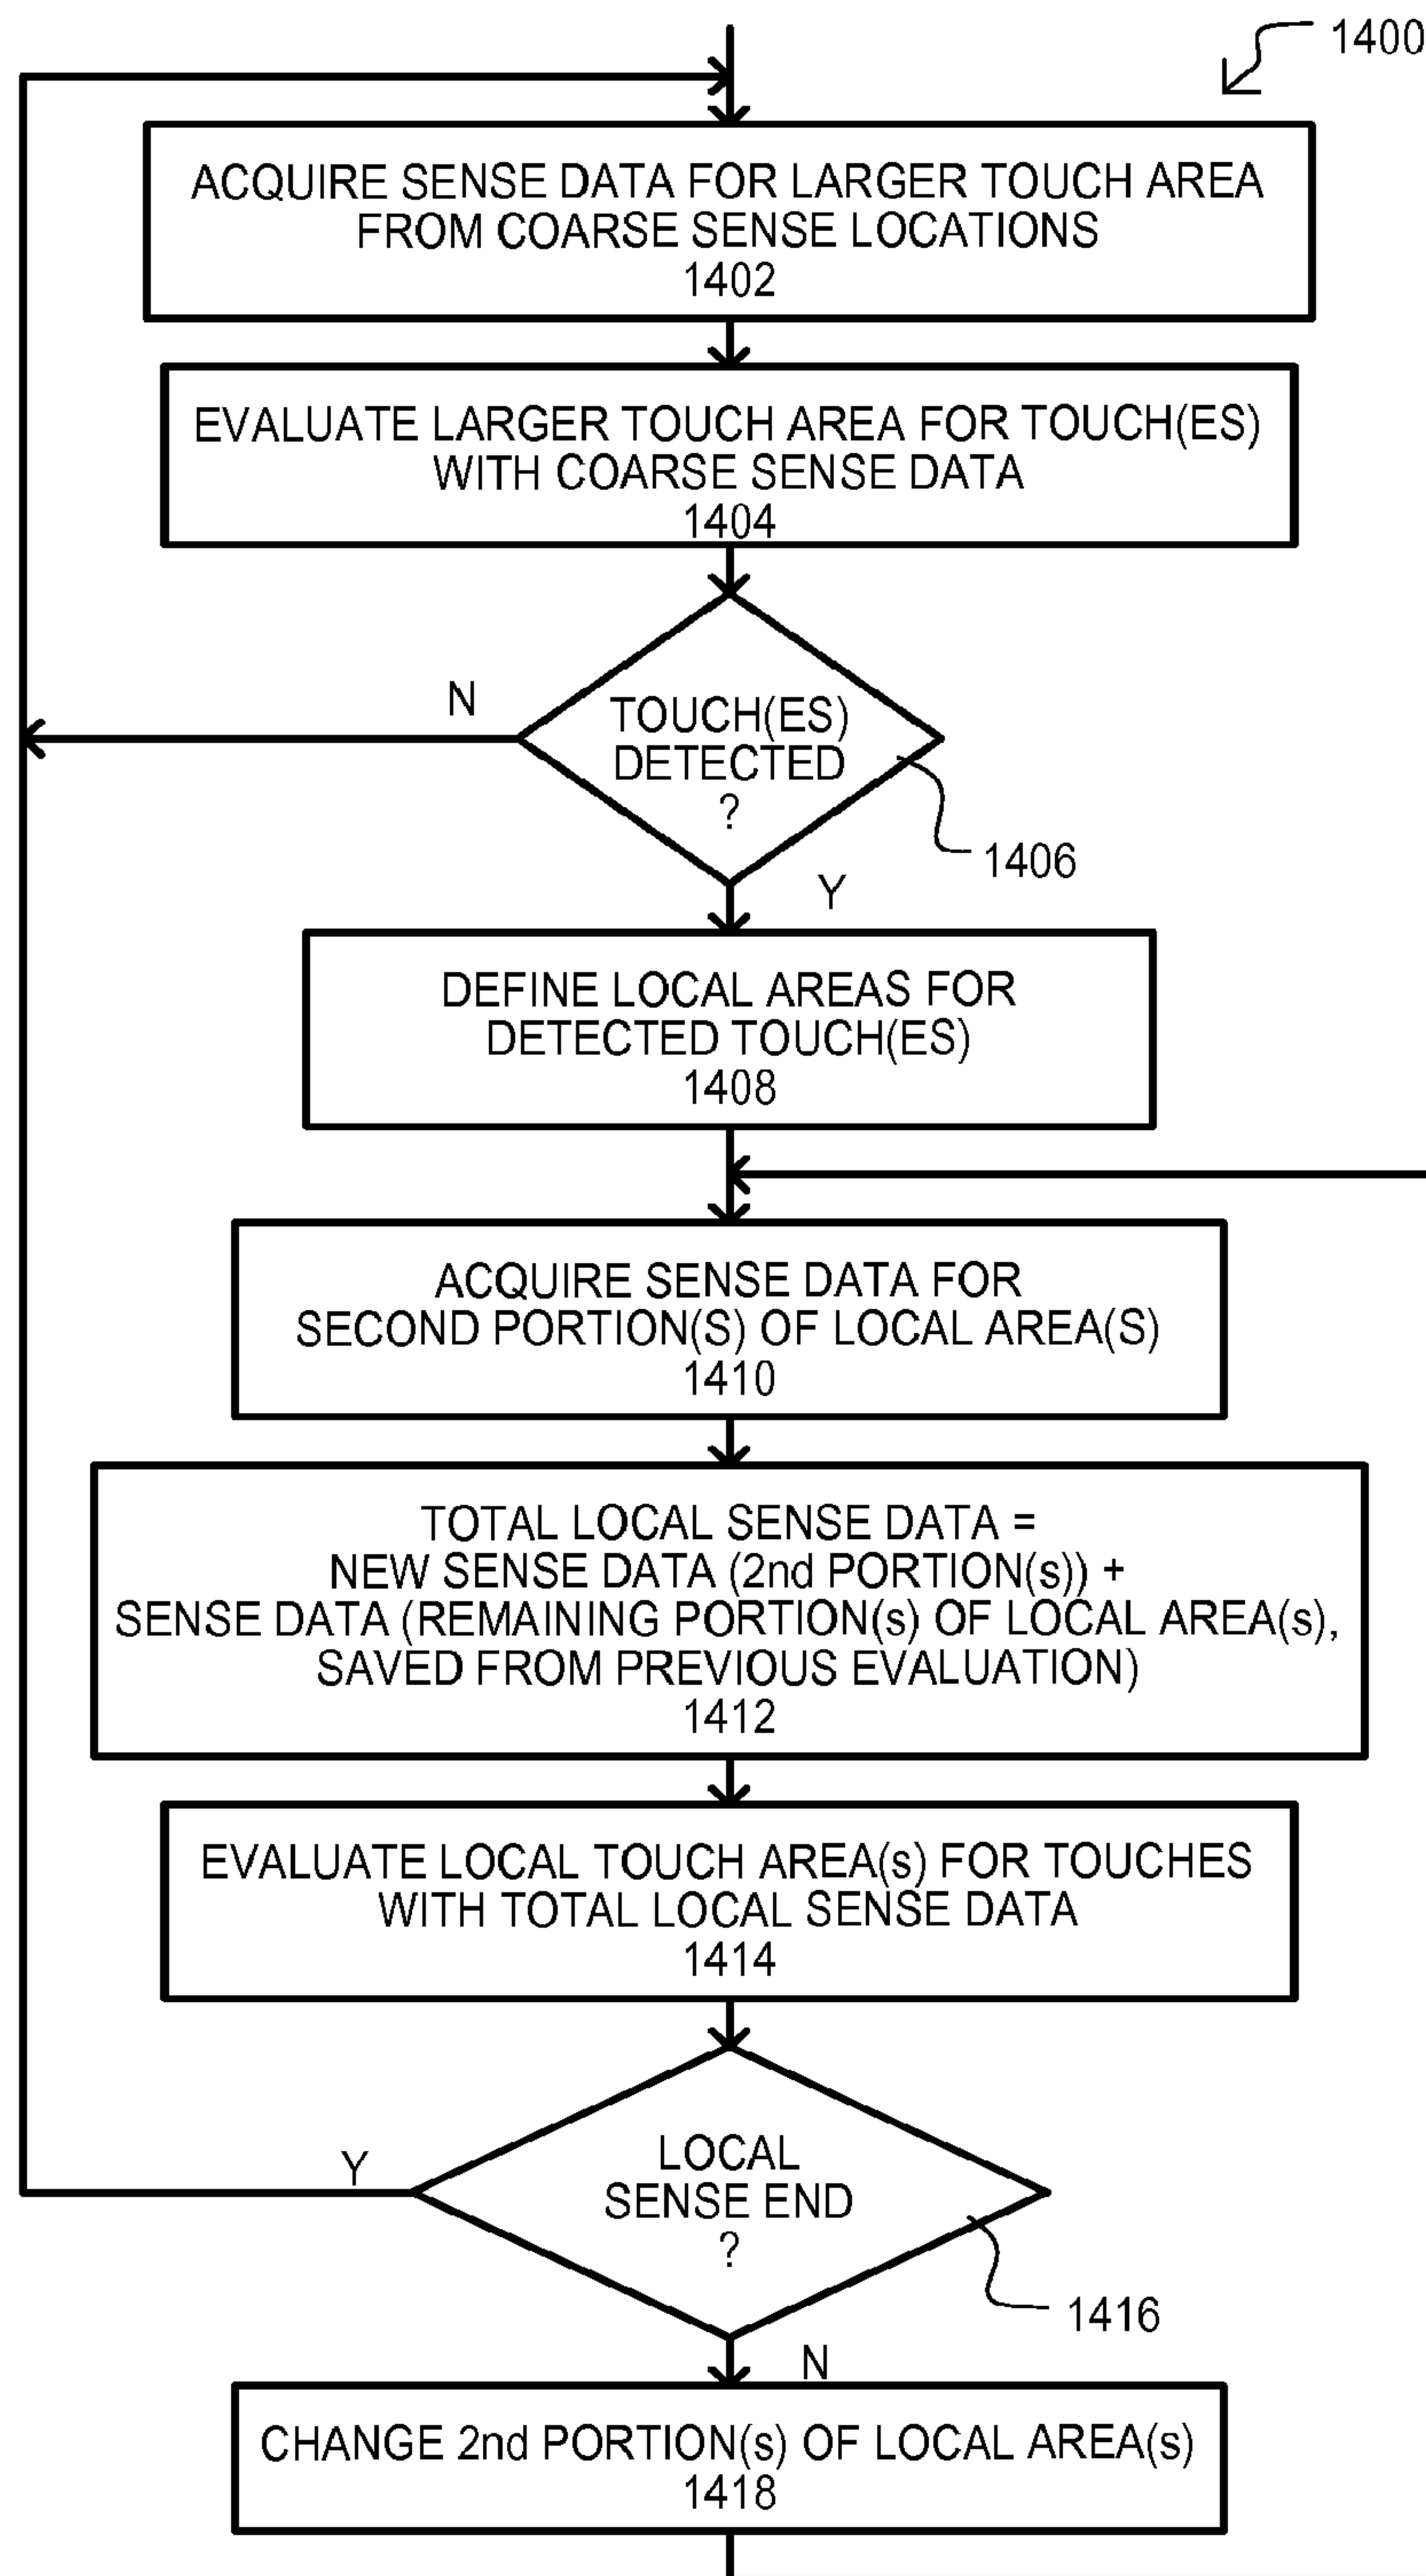 1400
ACQUIRE SENSE DATA FOR LARGER TOUCH AREA
FROM COARSE SENSE LOCATIONS
1402
EVALUATE LARGER TOUCH AREA FOR TOUCH(ES)
WITH COARSE SENSE DATA
1404
N
TOUCH(ES)
DETECTED
?
1406
Y
DEFINE LOCAL AREAS FOR
DETECTED TOUCH(ES)
1408
ACQUIRE SENSE DATA FOR
SECOND PORTION(S) OF LOCAL AREA(S)
1410
TOTAL LOCAL SENSE DATA =
NEW SENSE DATA (2nd PORTION(s)) +
SENSE DATA (REMAINING PORTION(s) OF LOCAL AREA(s),
SAVED FROM PREVIOUS EVALUATION)
1412
EVALUATE LOCAL TOUCH AREA(s) FOR TOUCHES
WITH TOTAL LOCAL SENSE DATA
1414
Y
LOCAL
SENSE END
?
1416
N
CHANGE 2nd PORTION(s) OF LOCAL AREA(s)
1418